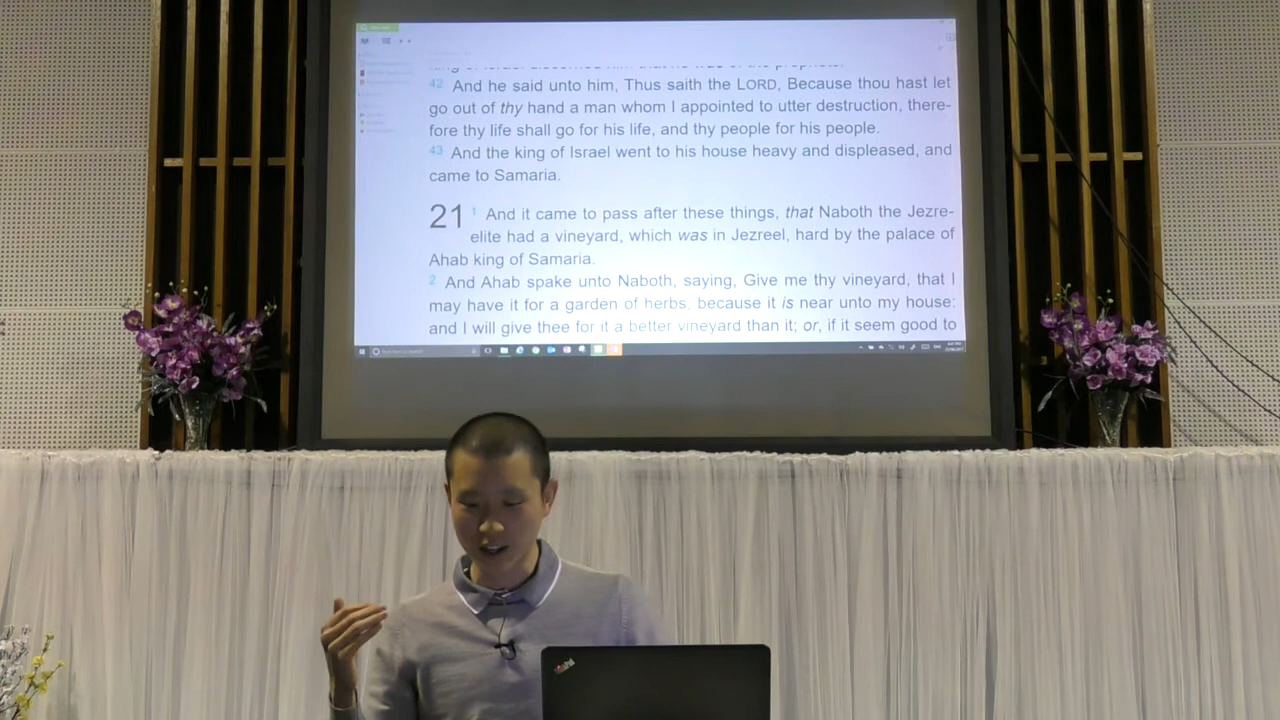 42 And he said unto him, Thus saith the LORD, Because thou hast let
go out of thy hand a man whom I appointed to utter destruction, there-
fore thy life shall go for his life, and thy people for his people.
43 And the king of Israel went to his house heavy and displeased, and
came to Samaria.
21 1 And it came to pass after these things, that Naboth the Jezre-
elite had a vineyard, which was in Jezreel, hard by the palace of
Ahab king of Samaria.
2 And Ahab spake unto Naboth, saying, Give me thy vineyard, that I
may have it for a garden of herbs, because it is near unto my house:
and I will give thee for it a better vineyard than it; or, if it seem good to